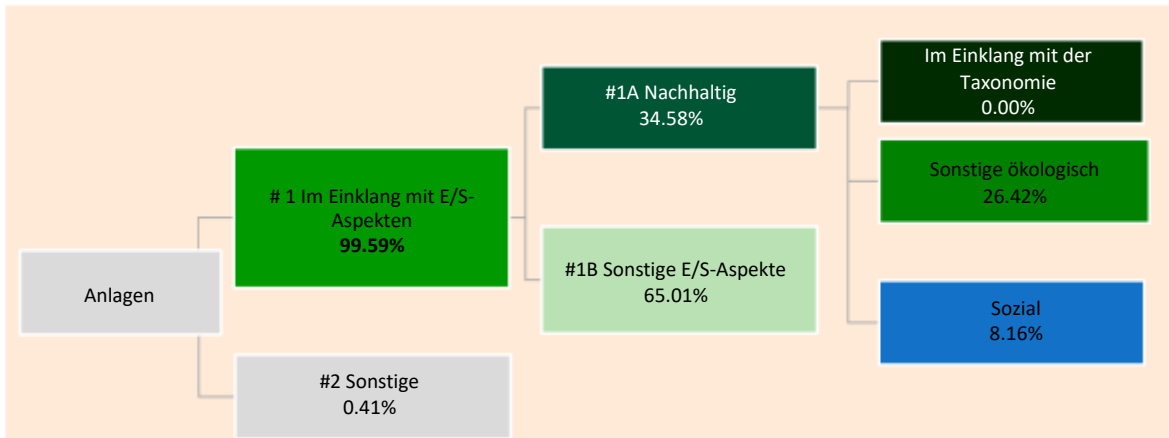 Anlagen
# 1 Im Einklang mit E/S-
Aspekten
99.59%
#2 Sonstige
0.41%
#1A Nachhaltig
34.58%
#1B Sonstige E/S-Aspekte
65.01%
Im Einklang mit der
Taxonomie
0.00%
Sonstige ökologisch
26.42%
Sozial
8.16%